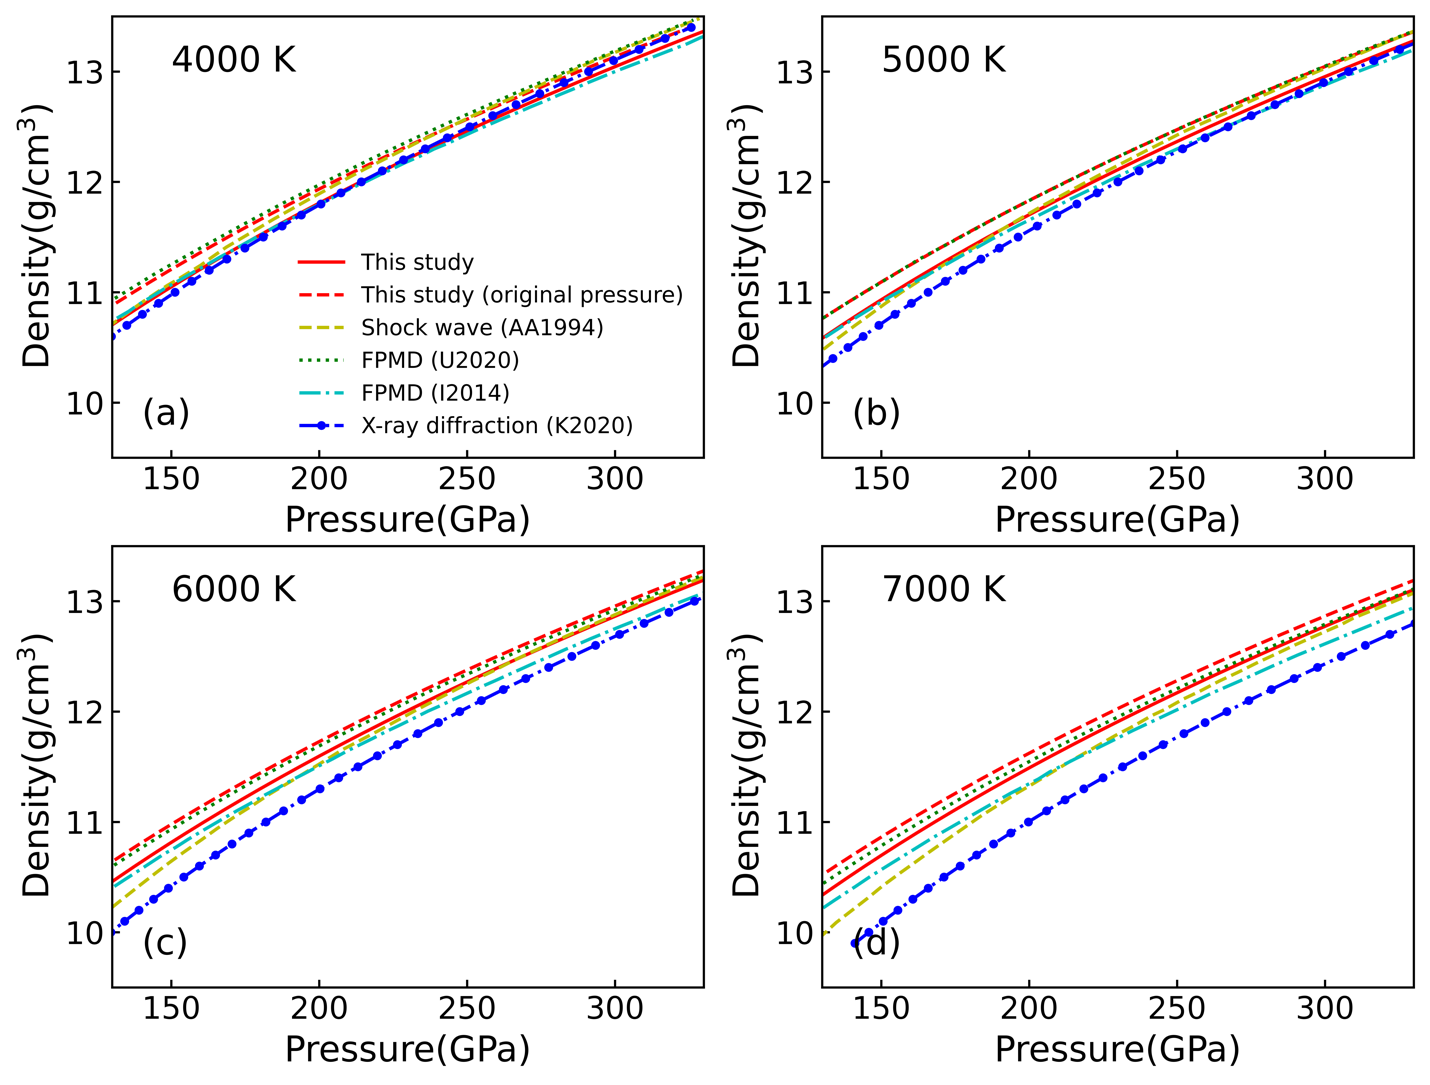 4000 K
13
12
11
10
Density(g/cm³)
This study
This study (original pressure)
Shock wave (AA1994)
FPMD (U2020)
FPMD (I2014)
X-ray diffraction (K2020)
(a)
150 200 250 300
Pressure(GPa)
5000 K
13
12
11
10
Density(g/cm³)
(b)
150 200 250 300
Pressure(GPa)
6000 K
13
12
11
10
Density(g/cm³)
(c)
150 200 250 300
Pressure(GPa)
7000 K
13
12
11
10
Density(g/cm³)
(d)
150 200 250 300
Pressure(GPa)